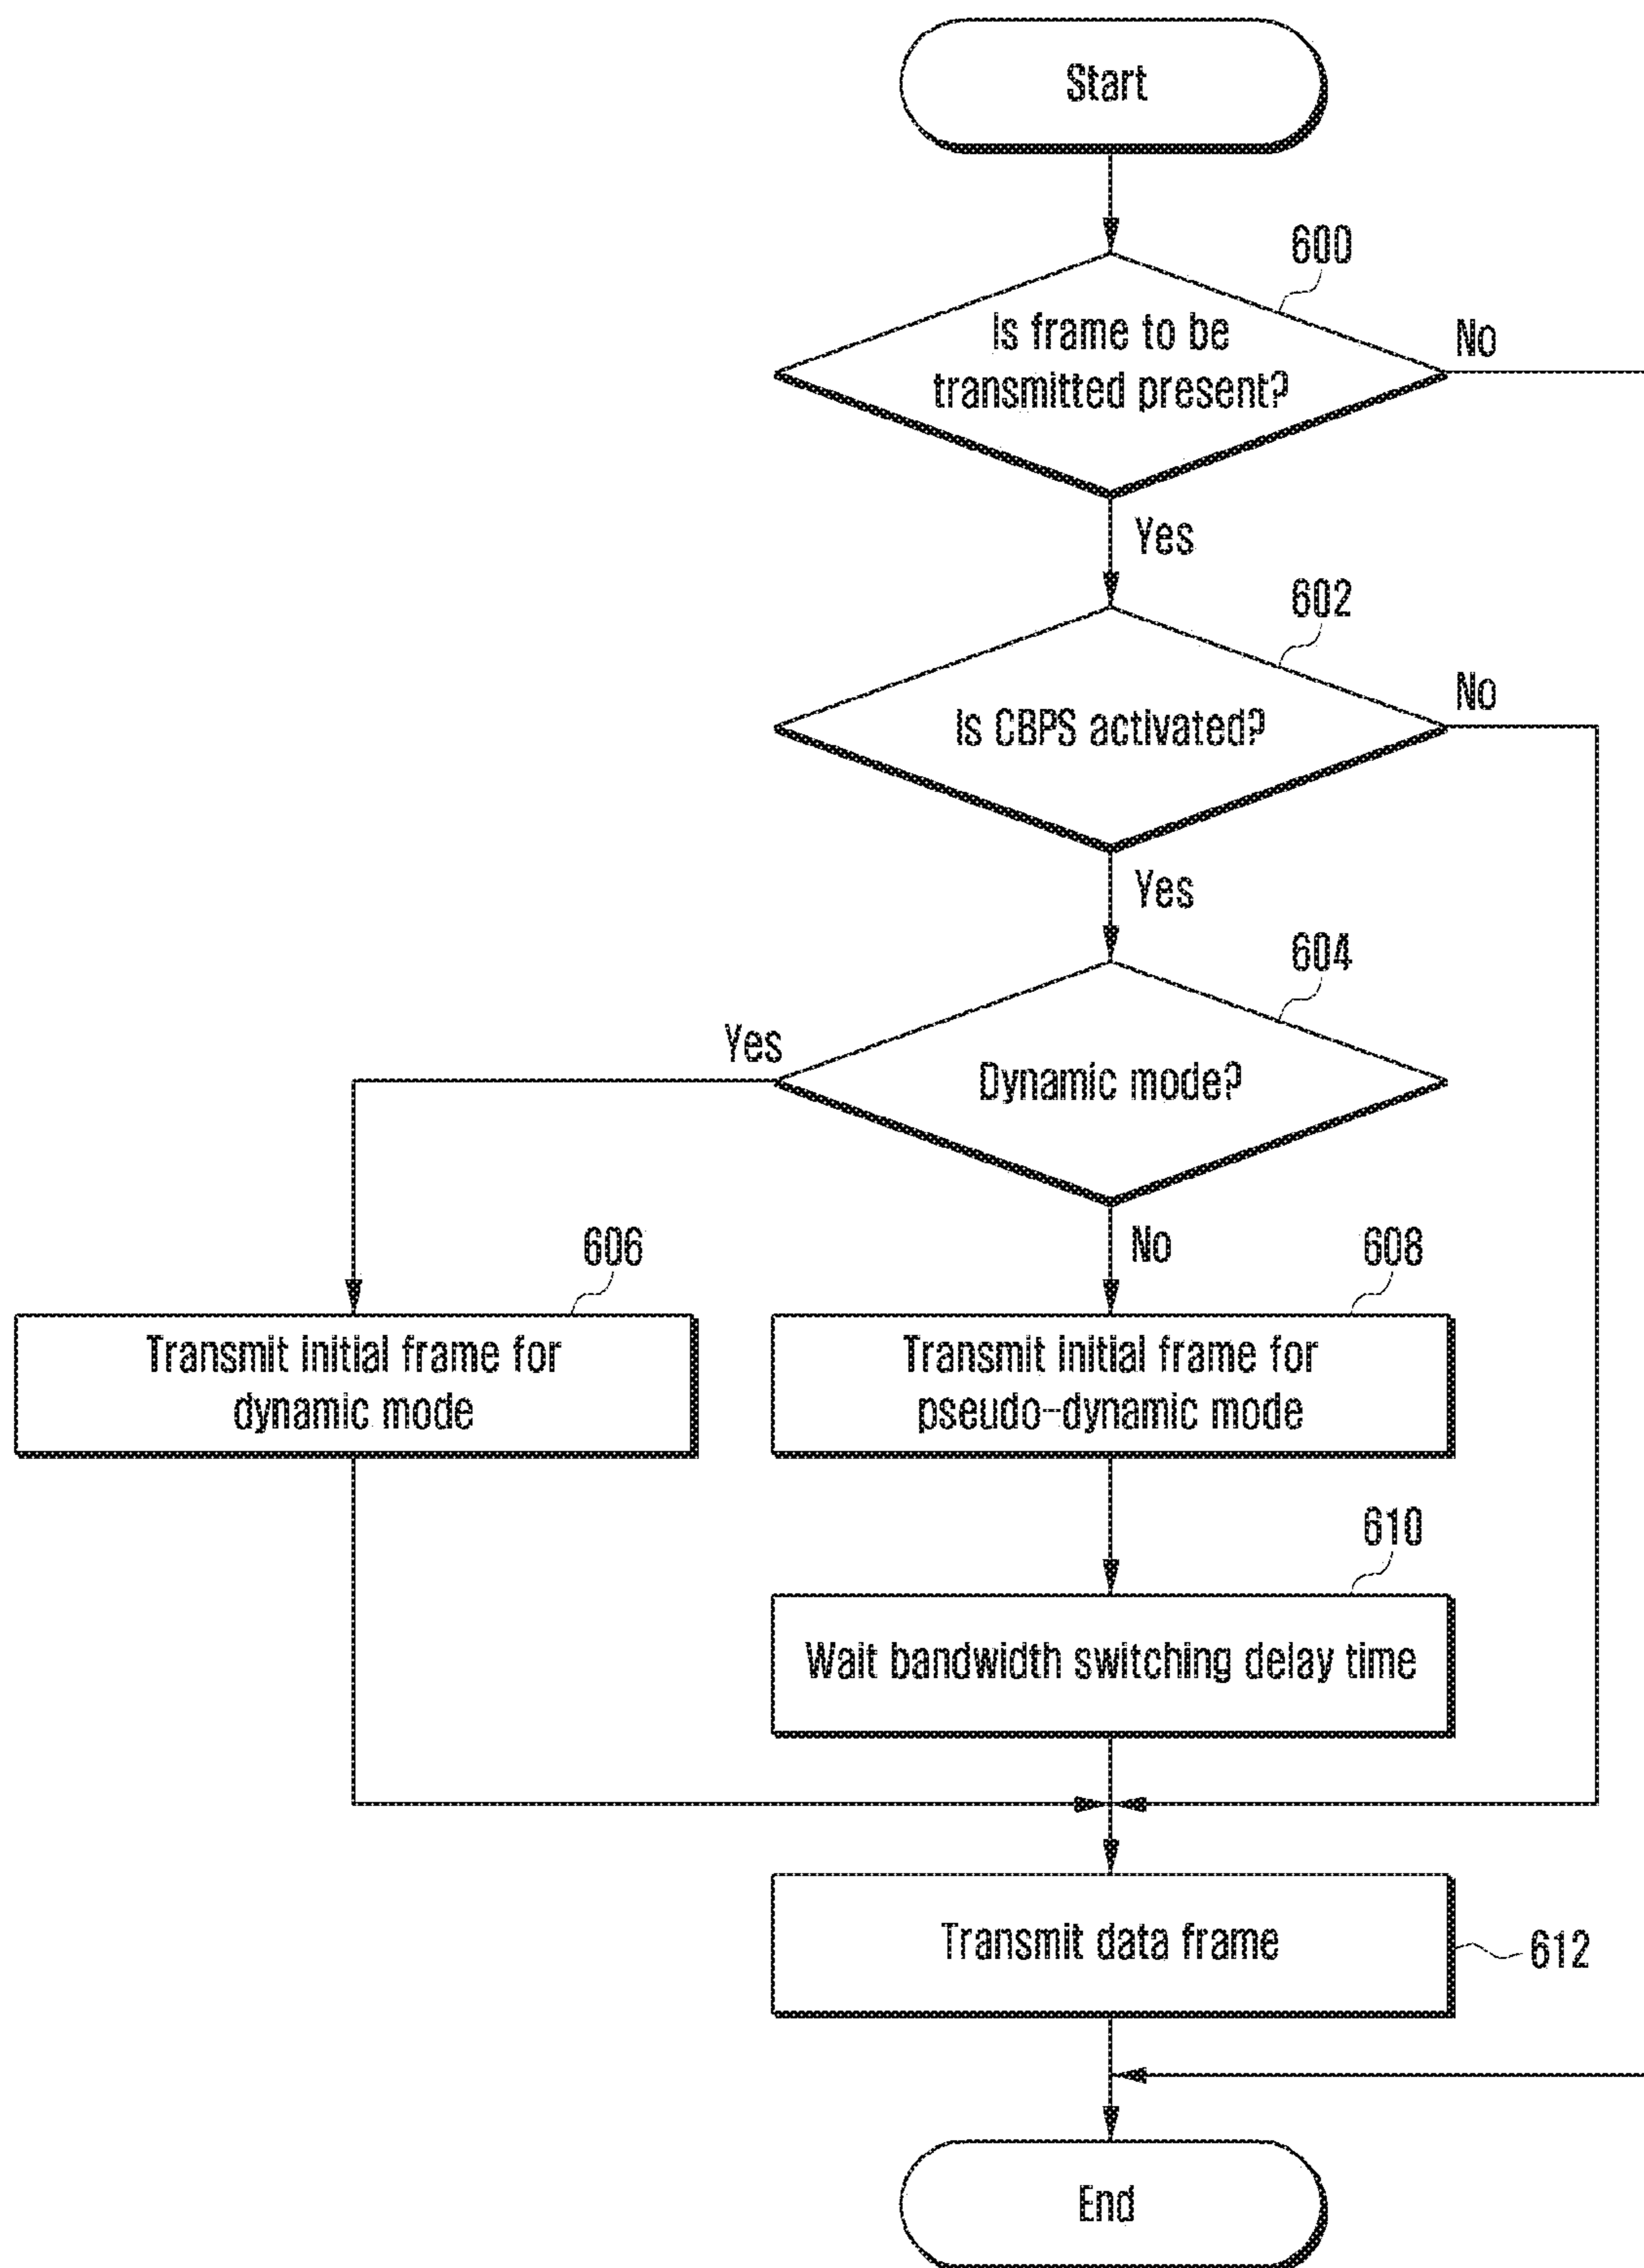 Start
600
Is frame to be
transmitted present?
No
Yes
602
Is CBPS activated?
No
Yes
604
Dynamic mode?
Yes
No
606
Transmit initial frame for
dynamic mode
608
Transmit initial frame for
pseudo-dynamic mode
610
Wait bandwidth switching delay time
Transmit data frame
612
End